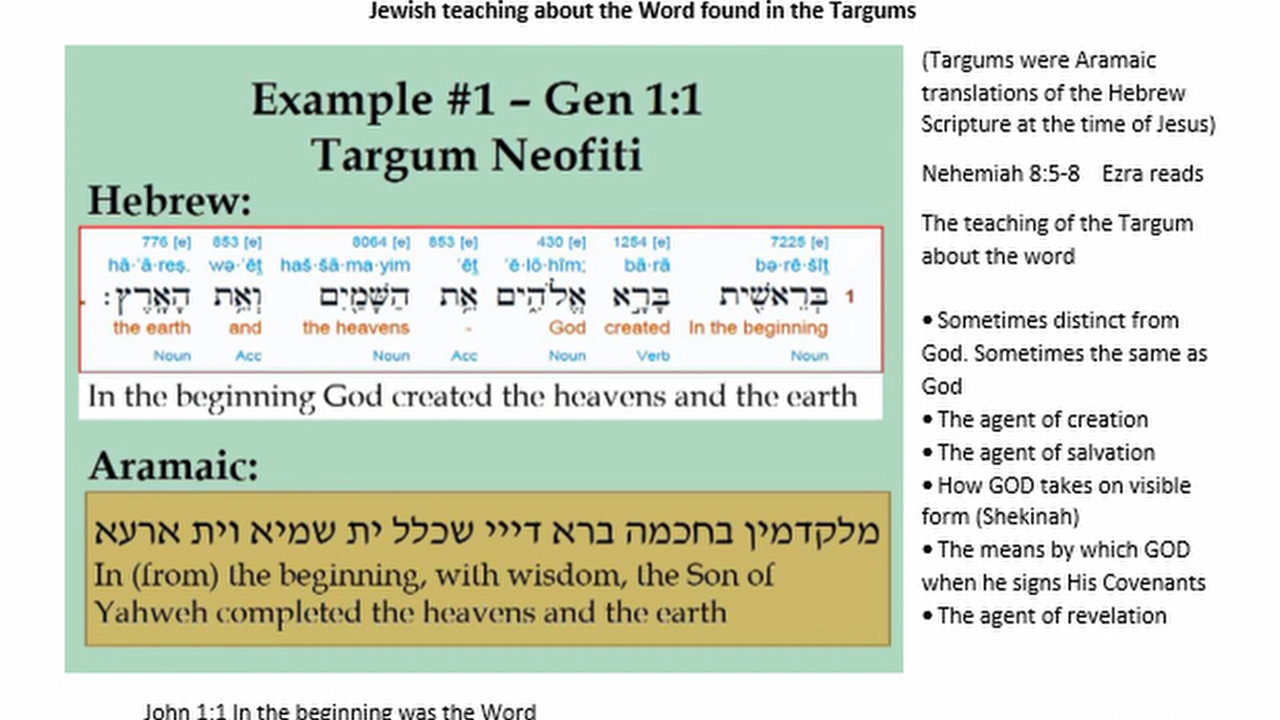 Jewish teaching about the Word found in the Targums
Example #1 – Gen 1:1
Targum Neofiti
Hebrew:
776 [e] 853 [e] 8064 [e] 853 [e] 430 [e] 1254 [e] 7225 [e]
hā·’ā·reṣ. wə·’êṯ haš·šā·ma·yim ’êṯ ’ĕ·lō·hîm; bā·rā bə·rê·šîṯ
1 בְּרֵאשִׁ֖ית בָּרָ֣א אֱלֹהִ֑ים אֵ֥ת הַשָּׁמַ֖יִם וְאֵ֥ת הָאָֽרֶץ׃
the earth and the heavens - God created In the beginning
Noun Acc Noun Acc Noun Verb Noun
In the beginning God created the heavens and the earth
Aramaic:
מלקדמין בחכמה ברא דייי שכלל ית שמיא וית ארעא
In (from) the beginning, with wisdom, the Son of
Yahweh completed the heavens and the earth
(Targums were Aramaic
translations of the Hebrew
Scripture at the time of Jesus)
Nehemiah 8:5-8 Ezra reads
The teaching of the Targum
about the word
• Sometimes distinct from
God. Sometimes the same as
God
• The agent of creation
• The agent of salvation
• How GOD takes on visible
form (Shekinah)
• The means by which GOD
when he signs His Covenants
• The agent of revelation
John 1:1 In the beginning was the Word